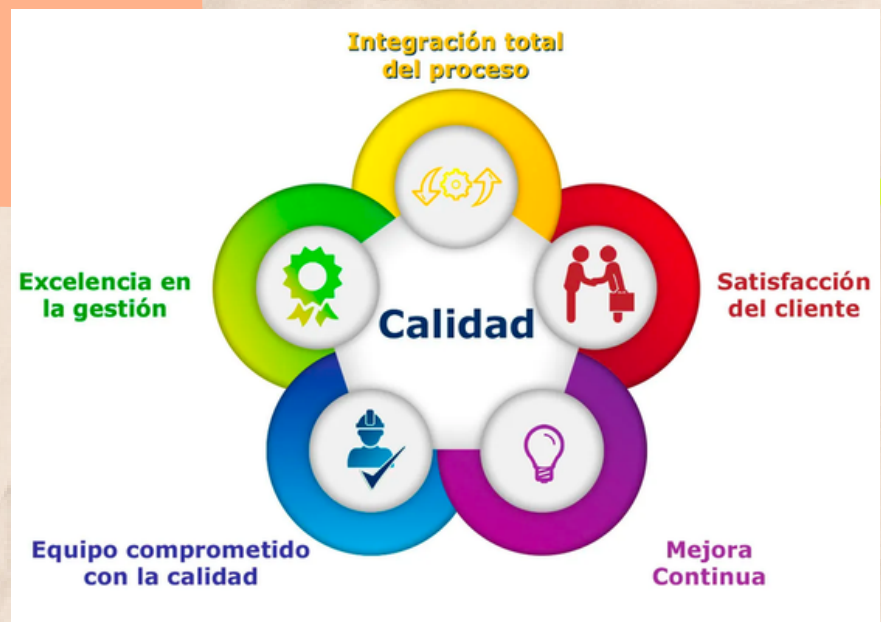 Integración total
del proceso
Excelencia en
la gestión
Calidad
Satisfacción
del cliente
Equipo comprometido
con la calidad
Mejora
Continua